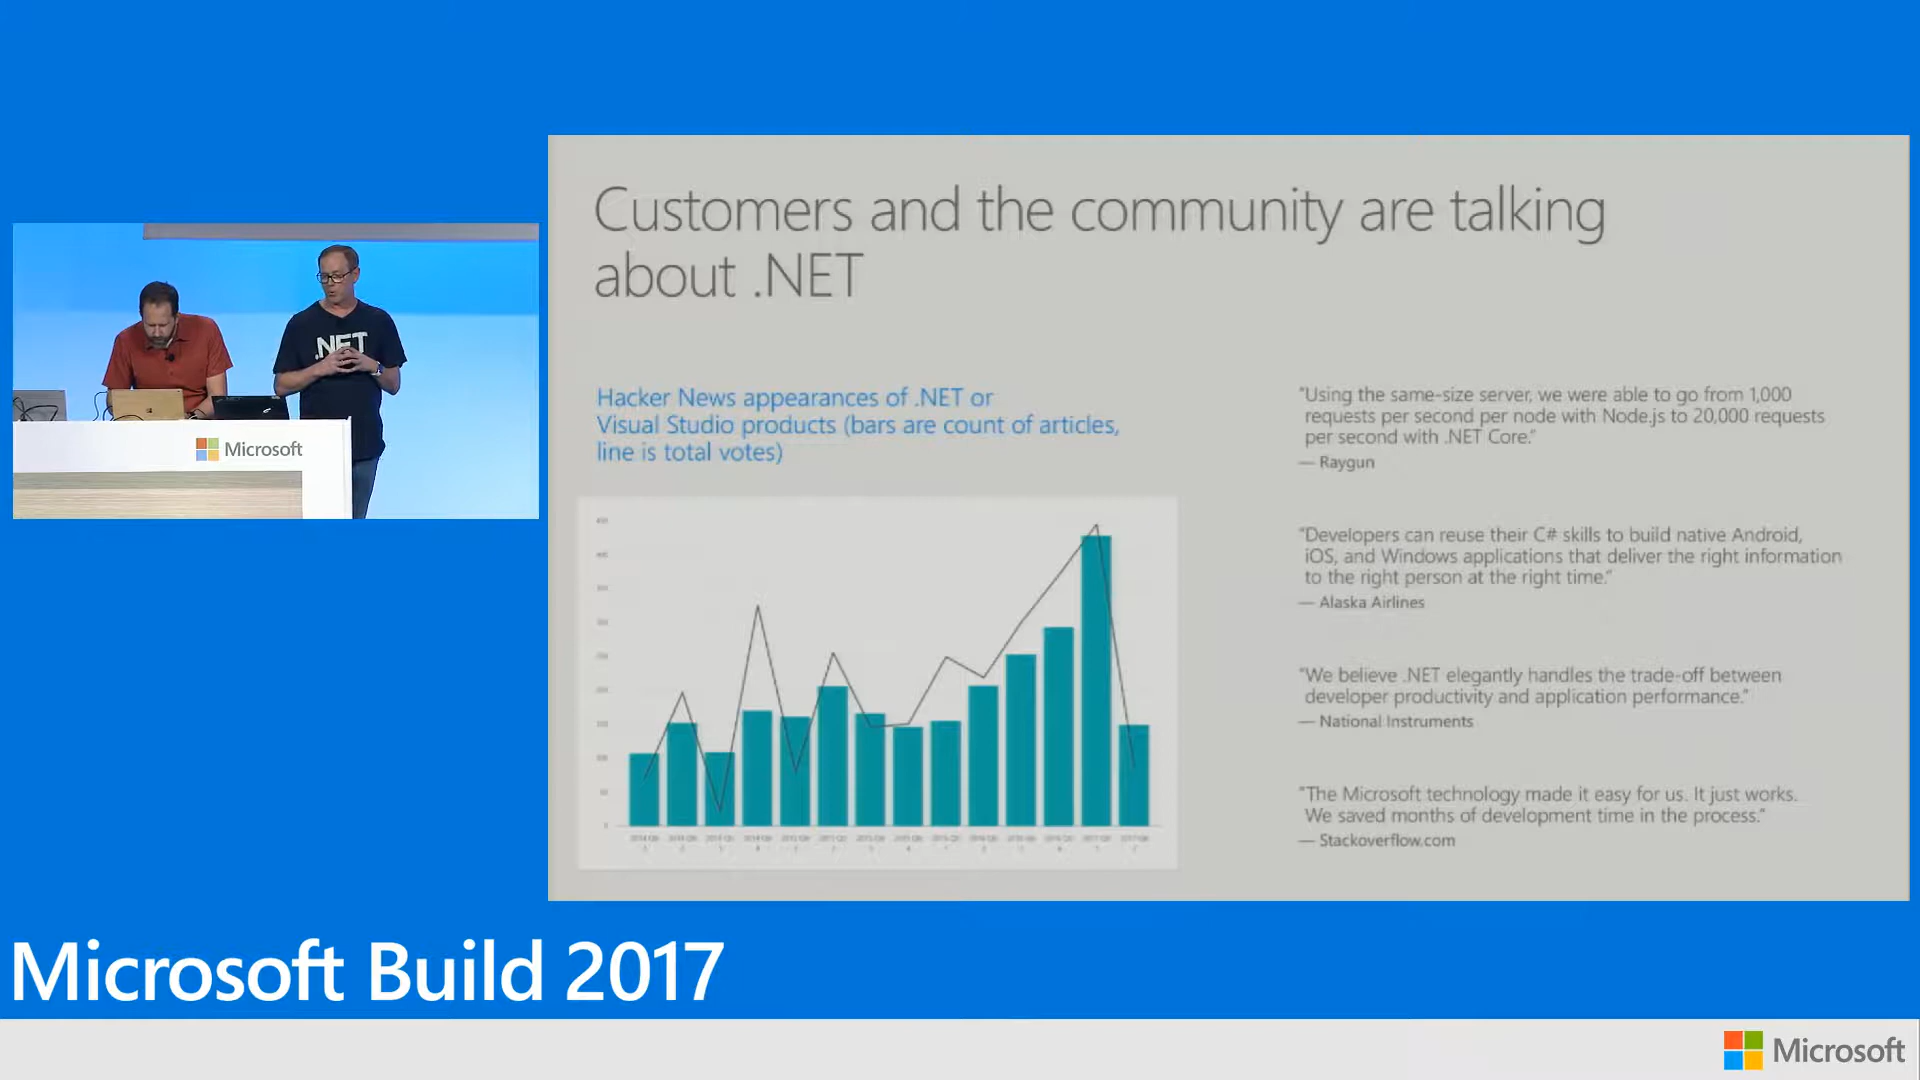 Customers and the community are talking
about .NET
.NET
Microsoft
Hacker News appearances of .NET or
Visual Studio products (bars are count of articles,
line is total votes)
"Using the same-size server, we were able to go from 1,000
requests per second per node with Node.js to 20,000 requests
per second with .NET Core."
— Raygun
"Developers can reuse their C# skills to build native Android,
iOS, and Windows applications that deliver the right information
to the right person at the right time."
— Alaska Airlines
"We believe .NET elegantly handles the trade-off between
developer productivity and application performance."
— National Instruments
"The Microsoft technology made it easy for us. It just works.
We saved months of development time in the process."
— Stackoverflow.com
Microsoft Build 2017
Microsoft